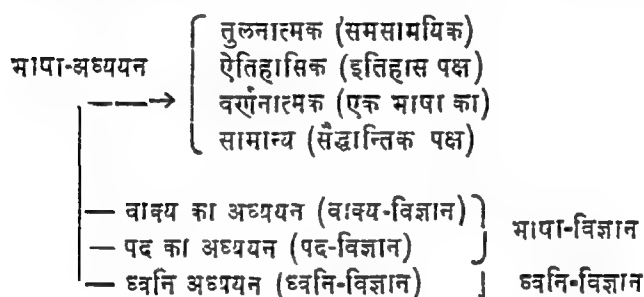 तुलनात्मक (समसामयिक)
भाषा-अध्ययन
ऐतिहासिक (इतिहास पक्ष)
वर्णनात्मक (एक भाषा का)
सामान्य (सैद्धान्तिक पक्ष)
— वाक्य का अध्ययन (वाक्य-विज्ञान)
— पद का अध्ययन (पद-विज्ञान)
भाषा-विज्ञान
— ध्वनि अध्ययन (ध्वनि-विज्ञान)
ध्वनि-विज्ञान